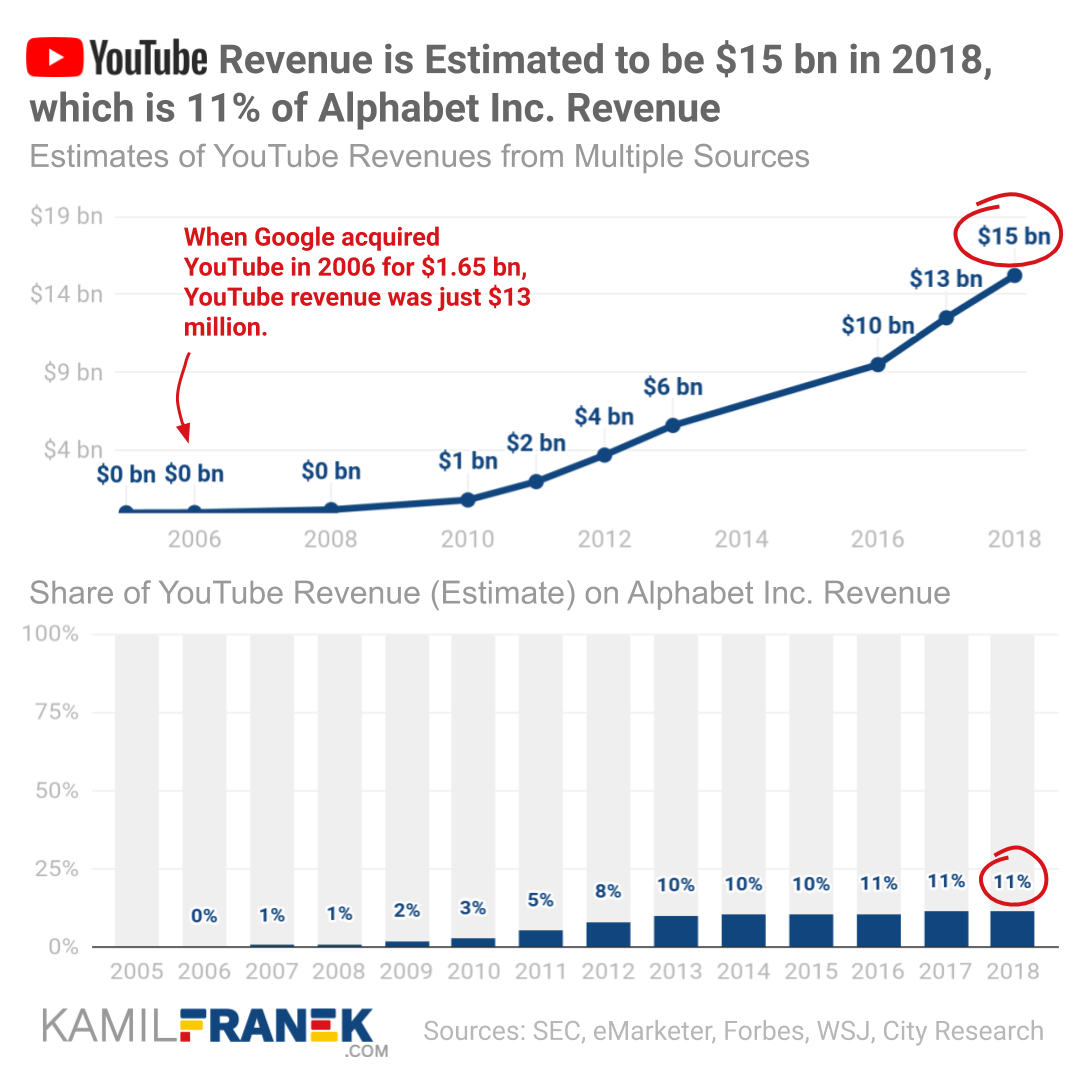 YouTube Revenue is Estimated to be $15 bn in 2018,
which is 11% of Alphabet Inc. Revenue
Estimates of YouTube Revenues from Multiple Sources
$19 bn
$14 bn
$9 bn
$4 bn
When Google acquired
YouTube in 2006 for $1.65 bn,
YouTube revenue was just $13
million.
$0 bn $0 bn $0 bn $1 bn $2 bn $4 bn $6 bn $10 bn $13 bn $15 bn
2006 2008 2010 2012 2014 2016 2018
Share of YouTube Revenue (Estimate) on Alphabet Inc. Revenue
100%
75%
50%
25%
0%
0% 1% 1% 2% 3% 5% 8% 10% 10% 10% 11% 11% 11%
2005 2006 2007 2008 2009 2010 2011 2012 2013 2014 2015 2016 2017 2018
KAMILFRANEK
.COM
Sources: SEC, eMarketer, Forbes, WSJ, City Research